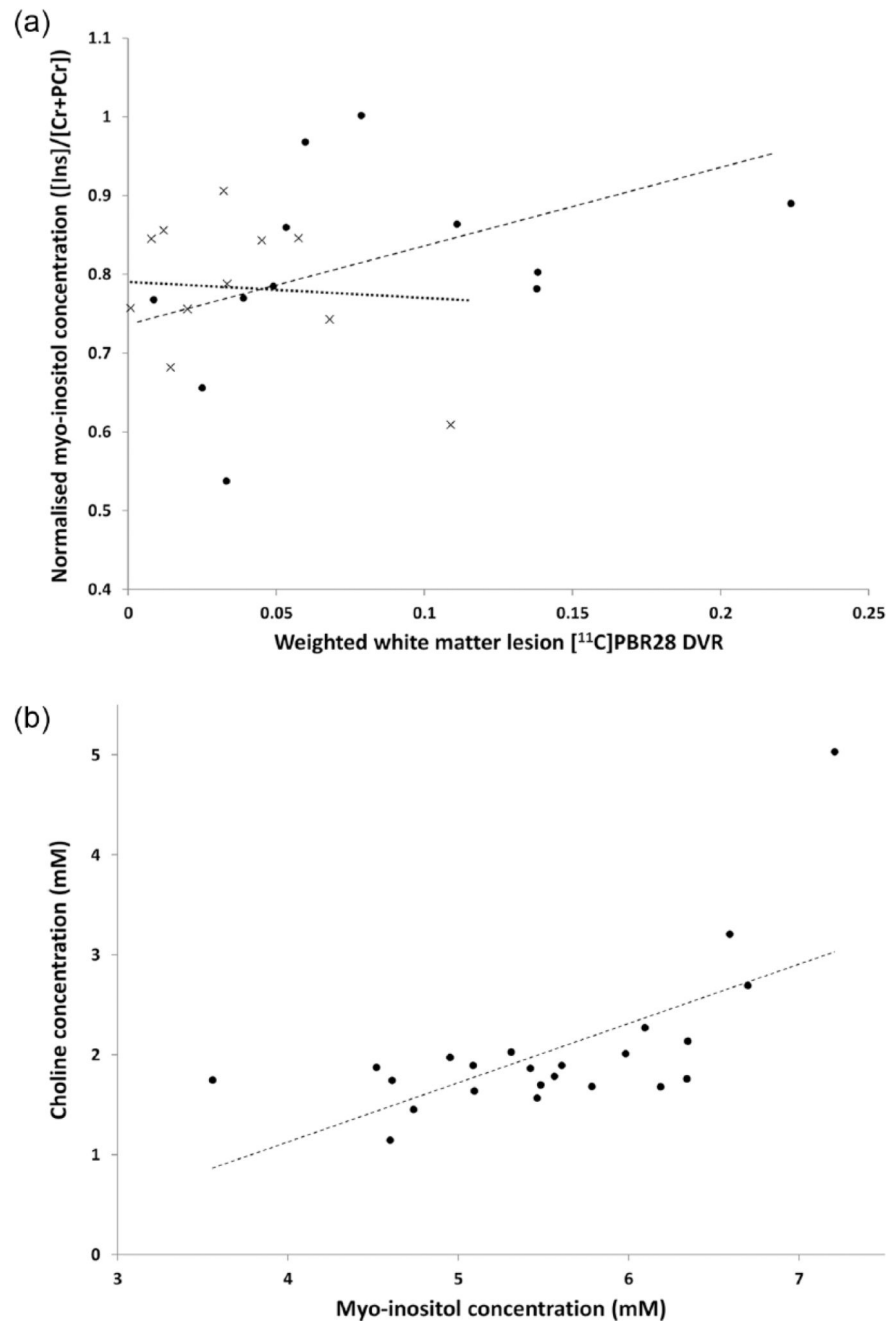 (a)
1.1
1
0.9
0.8
0.7
0.6
0.5
0.4
Normalised myo-inositol concentration ([Ins]/[Cr+PCr])
0 0.05 0.1 0.15 0.2 0.25
Weighted white matter lesion [¹¹C]PBR28 DVR
(b)
5
4
3
2
1
0
Choline concentration (mM)
3 4 5 6 7
Myo-inositol concentration (mM)